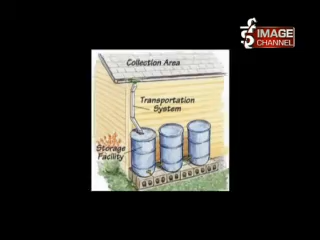 IMAGE
CHANNEL
Collection Area
Transportation
System
Storage
Facility